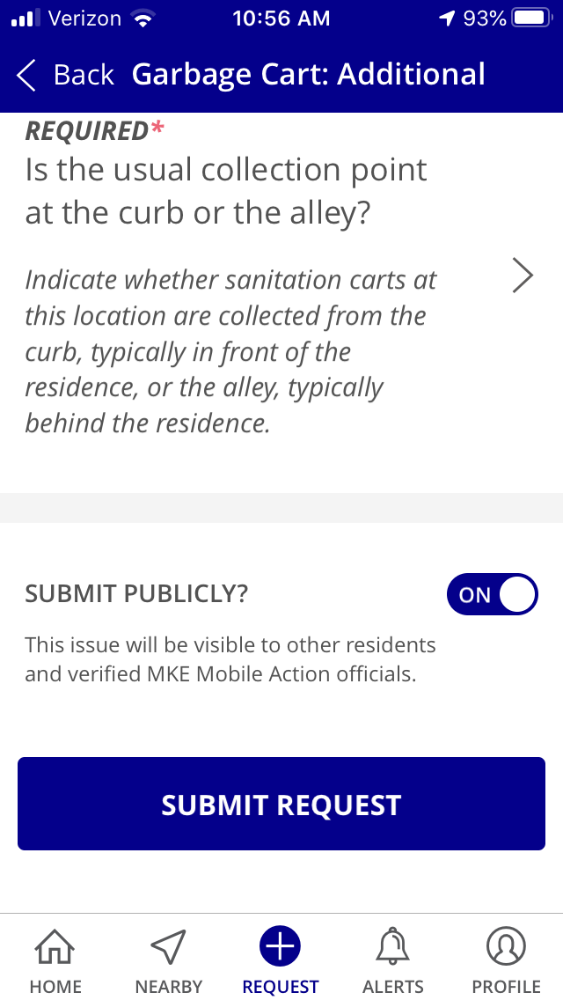 Verizon 10:56 AM 93%
Back Garbage Cart: Additional
REQUIRED*
Is the usual collection point
at the curb or the alley?
Indicate whether sanitation carts at
this location are collected from the
curb, typically in front of the
residence, or the alley, typically
behind the residence.
SUBMIT PUBLICLY? ON
This issue will be visible to other residents
and verified MKE Mobile Action officials.
SUBMIT REQUEST
HOME NEARBY REQUEST ALERTS PROFILE